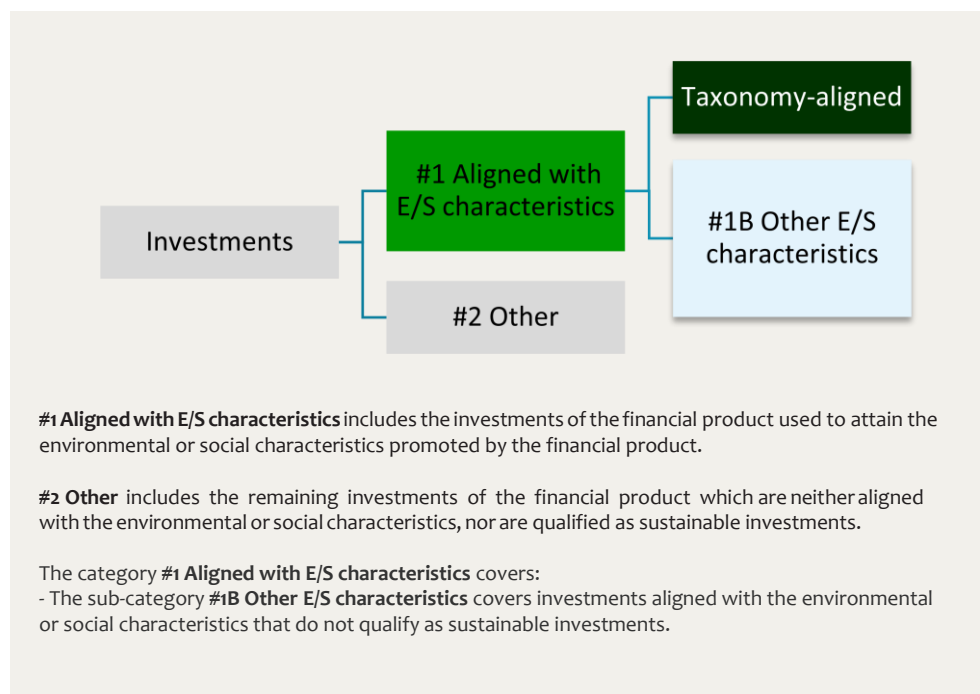 Taxonomy-aligned
#1 Aligned with
E/S characteristics
#1B Other E/S
characteristics
Investments
#2 Other
#1 Aligned with E/S characteristics includes the investments of the financial product used to attain the
environmental or social characteristics promoted by the financial product.
#2 Other includes the remaining investments of the financial product which are neither aligned
with the environmental or social characteristics, nor are qualified as sustainable investments.
The category #1 Aligned with E/S characteristics covers:
- The sub-category #1B Other E/S characteristics covers investments aligned with the environmental
or social characteristics that do not qualify as sustainable investments.